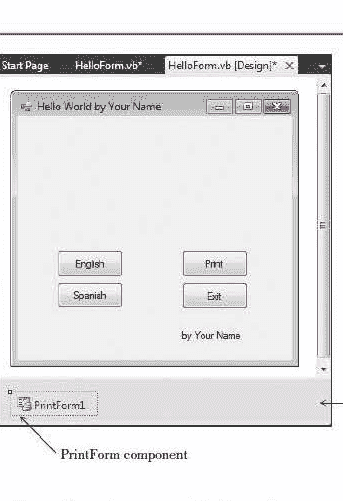 Start Page HelloForm.vb* HelloForm.vb [Design]*
Hello World by Your Name
English Print
Spanish Exit
by Your Name
PrintForm1
PrintForm component